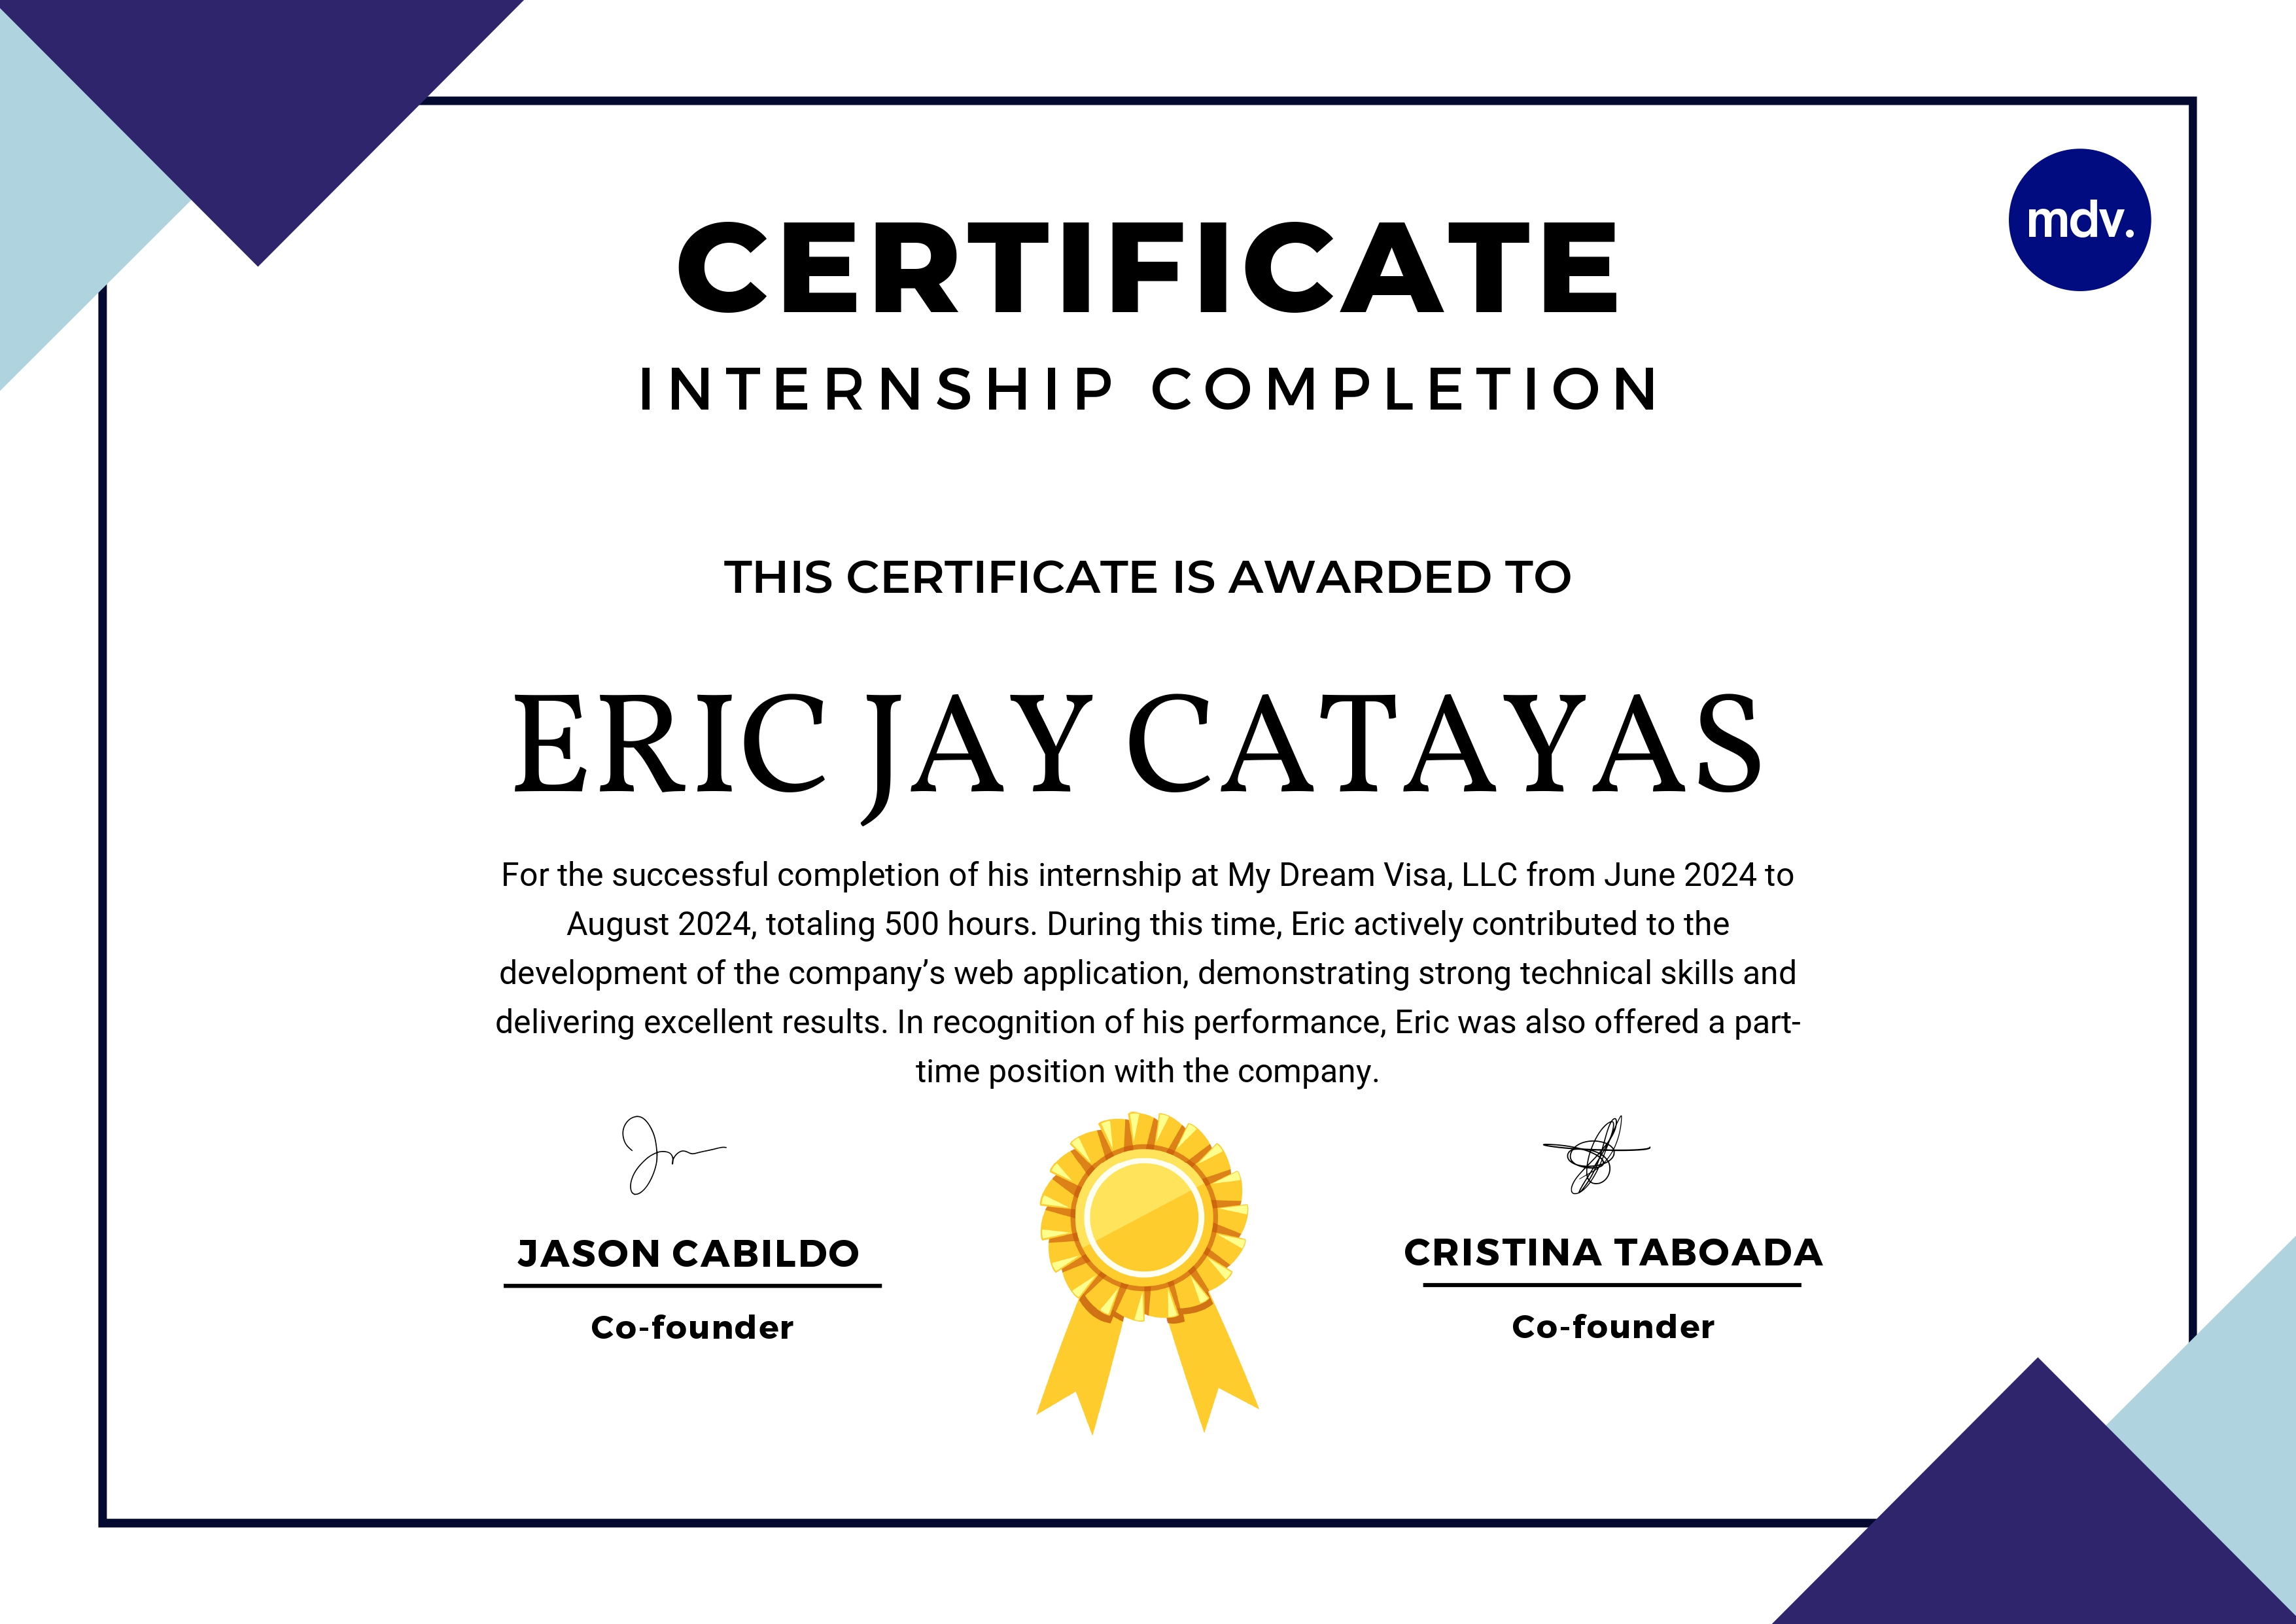 mdv.
CERTIFICATE
INTERNSHIP COMPLETION
THIS CERTIFICATE IS AWARDED TO
ERIC JAY CATAYAS
For the successful completion of his internship at My Dream Visa, LLC from June 2024 to
August 2024, totaling 500 hours. During this time, Eric actively contributed to the
development of the company’s web application, demonstrating strong technical skills and
delivering excellent results. In recognition of his performance, Eric was also offered a part-
time position with the company.
JASON CABILDO
Co-founder
CRISTINA TABOADA
Co-founder